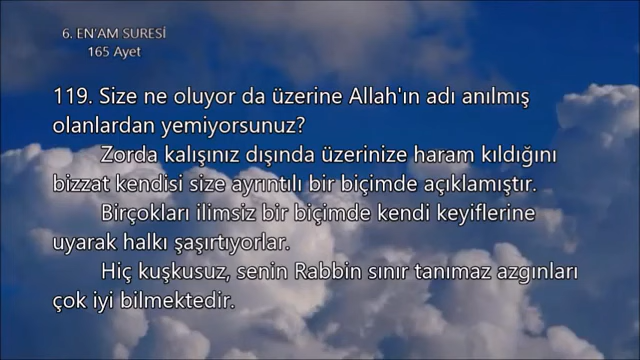 6. EN'AM SURESİ
165 Ayet
119. Size ne oluyor da üzerine Allah'ın adı anılmış
olanlardan yemiyorsunuz?
Zorda kalışınız dışında üzerinize haram kıldığını
bizzat kendisi size ayrıntılı bir biçimde açıklamıştır.
Birçokları ilimsiz bir biçimde kendi keyiflerine
uyarak halkı şaşırtıyorlar.
Hiç kuşkusuz, senin Rabbin sınır tanımaz azgınları
çok iyi bilmektedir.